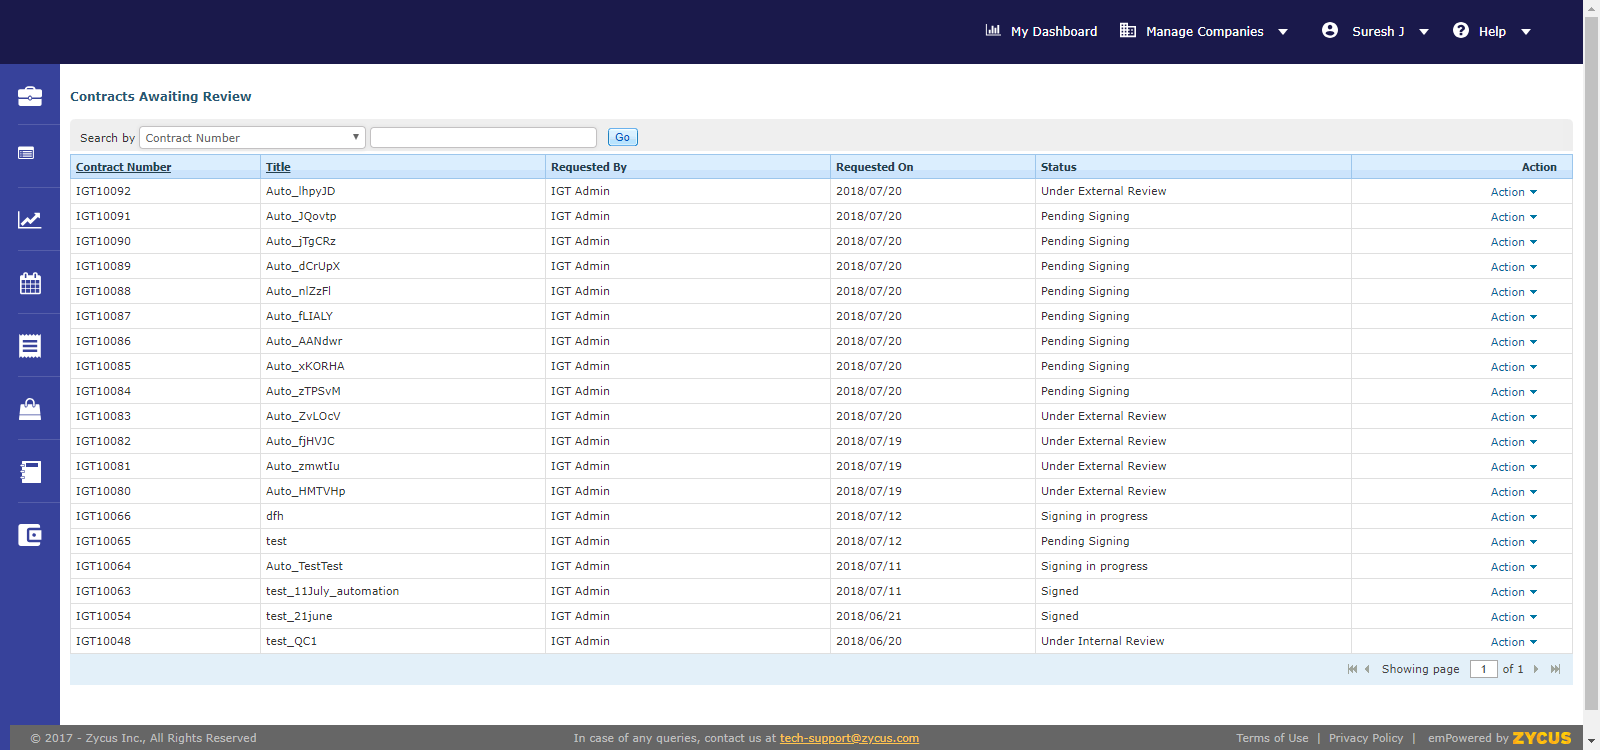 My Dashboard Manage Companies Suresh J Help
Contracts Awaiting Review
Search by Contract Number Go
Contract Number Title Requested By Requested On Status Action
IGT10092 Auto_lhpyJD IGT Admin 2018/07/20 Under External Review Action
IGT10091 Auto_JQovtp IGT Admin 2018/07/20 Pending Signing Action
IGT10090 Auto_jTgCRz IGT Admin 2018/07/20 Pending Signing Action
IGT10089 Auto_dCrUpX IGT Admin 2018/07/20 Pending Signing Action
IGT10088 Auto_nlZzFl IGT Admin 2018/07/20 Pending Signing Action
IGT10087 Auto_fLIALY IGT Admin 2018/07/20 Pending Signing Action
IGT10086 Auto_AANdwr IGT Admin 2018/07/20 Pending Signing Action
IGT10085 Auto_xKORHA IGT Admin 2018/07/20 Pending Signing Action
IGT10084 Auto_zTPSvM IGT Admin 2018/07/20 Pending Signing Action
IGT10083 Auto_ZvLOcV IGT Admin 2018/07/20 Under External Review Action
IGT10082 Auto_fjHVJC IGT Admin 2018/07/19 Under External Review Action
IGT10081 Auto_zmwtIu IGT Admin 2018/07/19 Under External Review Action
IGT10080 Auto_HMTVHp IGT Admin 2018/07/19 Under External Review Action
IGT10066 dfh IGT Admin 2018/07/12 Signing in progress Action
IGT10065 test IGT Admin 2018/07/12 Pending Signing Action
IGT10064 Auto_TestTest IGT Admin 2018/07/11 Signing in progress Action
IGT10063 test_11July_automation IGT Admin 2018/07/11 Signed Action
IGT10054 test_21june IGT Admin 2018/06/21 Signed Action
IGT10048 test_QC1 IGT Admin 2018/06/20 Under Internal Review Action
Showing page 1 of 1
© 2017 - Zycus Inc., All Rights Reserved In case of any queries, contact us at tech-support@zycus.com Terms of Use | Privacy Policy | emPowered by ZYCUS